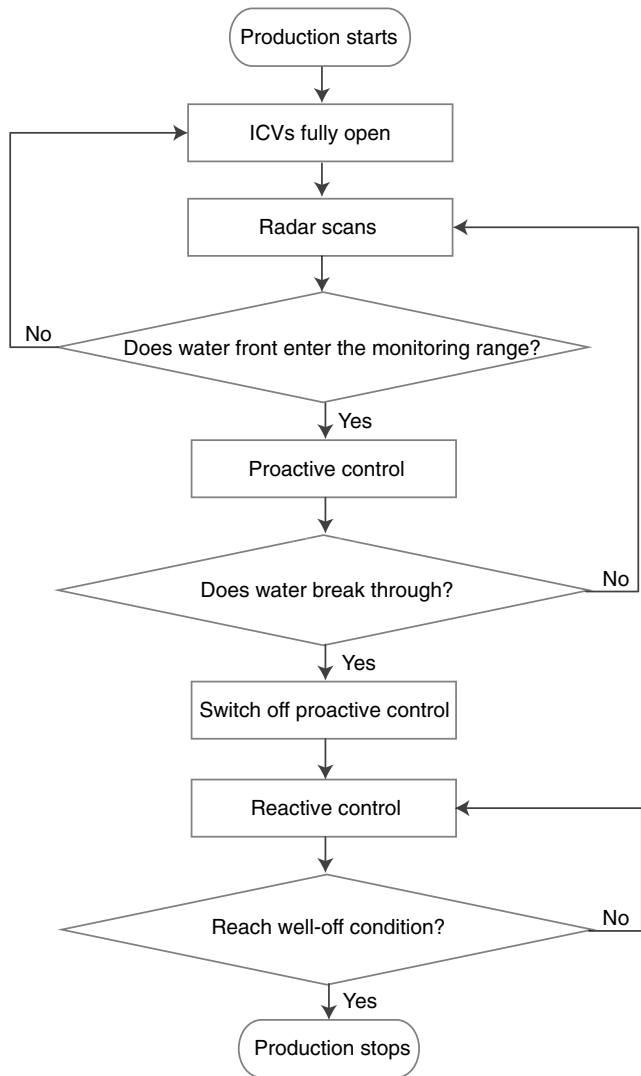 Production starts
ICVs fully open
Radar scans
No
Does water front enter the monitoring range?
Yes
Proactive control
Does water break through?
No
Yes
Switch off proactive control
Reactive control
Reach well-off condition?
No
Yes
Production stops